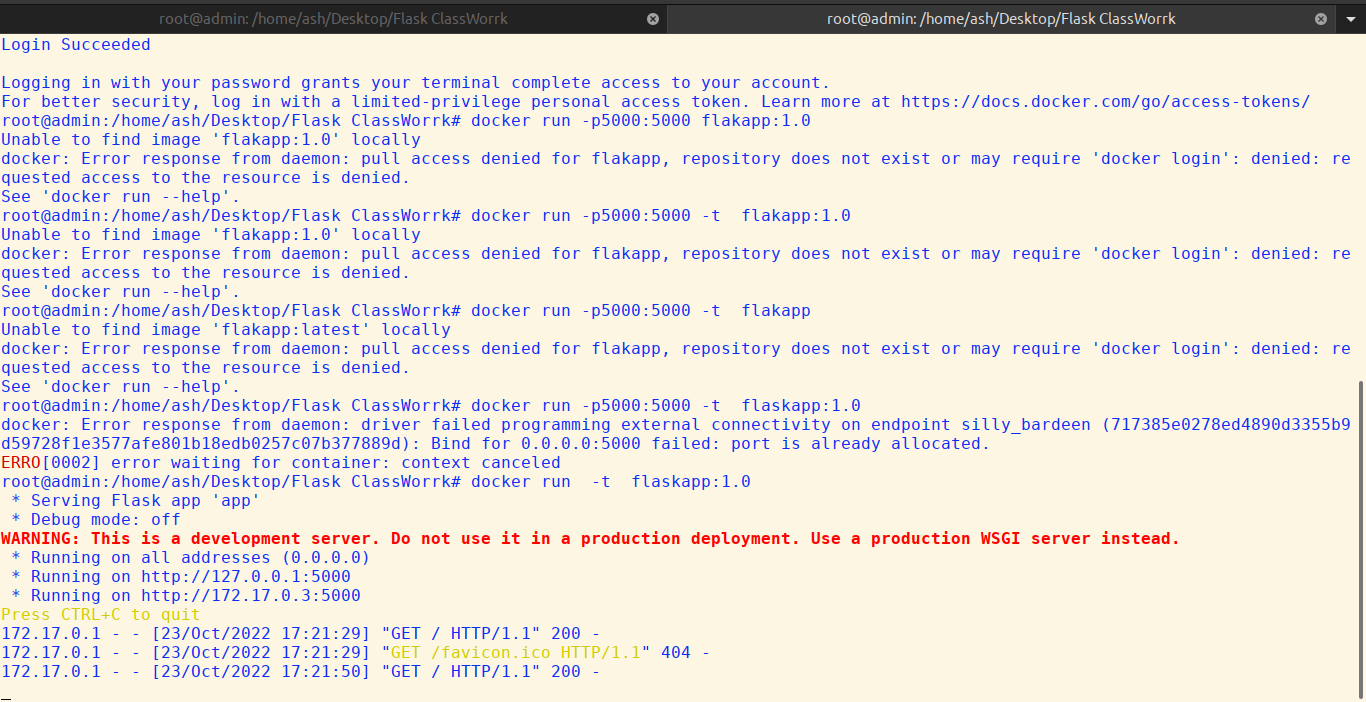 root@admin: /home/ash/Desktop/Flask ClassWorrk
root@admin: /home/ash/Desktop/Flask ClassWorrk
Login Succeeded
Logging in with your password grants your terminal complete access to your account.
For better security, log in with a limited-privilege personal access token. Learn more at https://docs.docker.com/go/access-tokens/
root@admin:/home/ash/Desktop/Flask ClassWorrk# docker run -p5000:5000 flakapp:1.0
Unable to find image 'flakapp:1.0' locally
docker: Error response from daemon: pull access denied for flakapp, repository does not exist or may require 'docker login': denied: re
quested access to the resource is denied.
See 'docker run --help'.
root@admin:/home/ash/Desktop/Flask ClassWorrk# docker run -p5000:5000 -t  flakapp:1.0
Unable to find image 'flakapp:1.0' locally
docker: Error response from daemon: pull access denied for flakapp, repository does not exist or may require 'docker login': denied: re
quested access to the resource is denied.
See 'docker run --help'.
root@admin:/home/ash/Desktop/Flask ClassWorrk# docker run -p5000:5000 -t  flakapp
Unable to find image 'flakapp:latest' locally
docker: Error response from daemon: pull access denied for flakapp, repository does not exist or may require 'docker login': denied: re
quested access to the resource is denied.
See 'docker run --help'.
root@admin:/home/ash/Desktop/Flask ClassWorrk# docker run -p5000:5000 -t  flaskapp:1.0
docker: Error response from daemon: driver failed programming external connectivity on endpoint silly_bardeen (717385e0278ed4890d3355b9
d59728f1e3577afe801b18edb0257c07b377889d): Bind for 0.0.0.0:5000 failed: port is already allocated.
ERRO[0002] error waiting for container: context canceled
root@admin:/home/ash/Desktop/Flask ClassWorrk# docker run  -t  flaskapp:1.0
 * Serving Flask app 'app'
 * Debug mode: off
WARNING: This is a development server. Do not use it in a production deployment. Use a production WSGI server instead.
 * Running on all addresses (0.0.0.0)
 * Running on http://127.0.0.1:5000
 * Running on http://172.17.0.3:5000
Press CTRL+C to quit
172.17.0.1 - - [23/Oct/2022 17:21:29] "GET / HTTP/1.1" 200 -
172.17.0.1 - - [23/Oct/2022 17:21:29] "GET /favicon.ico HTTP/1.1" 404 -
172.17.0.1 - - [23/Oct/2022 17:21:50] "GET / HTTP/1.1" 200 -